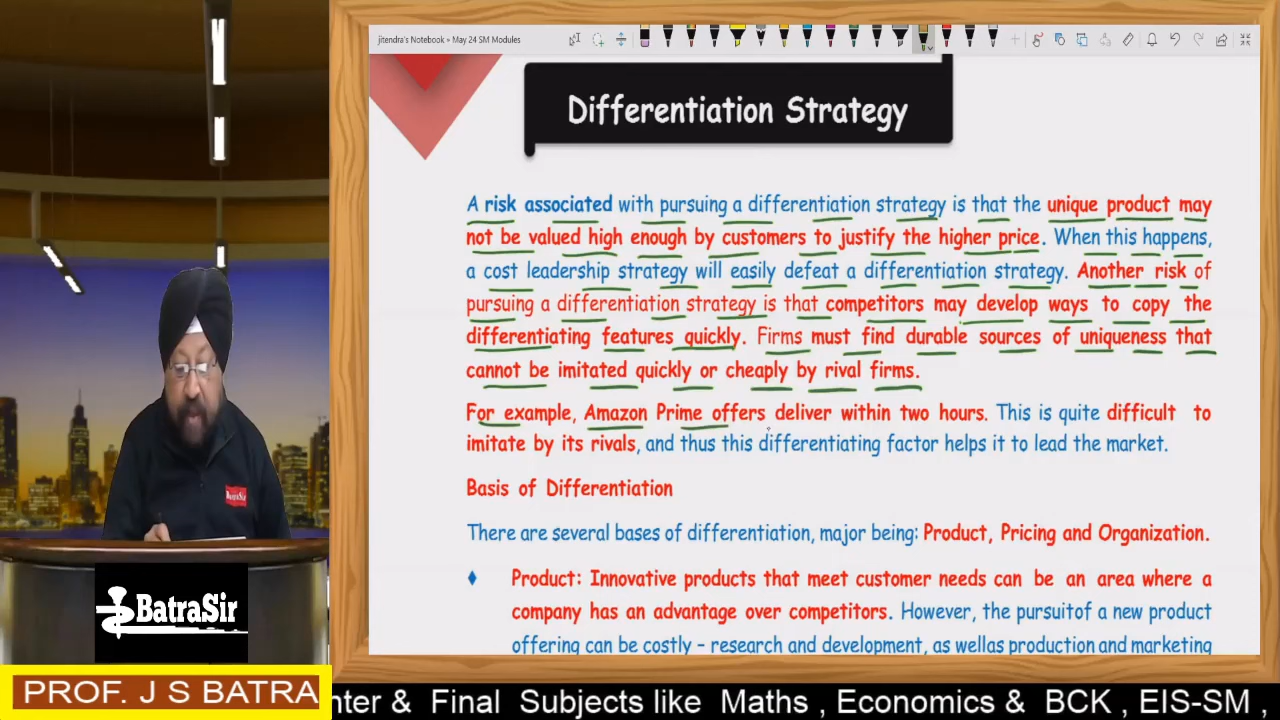 jitendra's Notebook » May 24 SM Modules
Differentiation Strategy
A risk associated with pursuing a differentiation strategy is that the unique product may
not be valued high enough by customers to justify the higher price. When this happens,
a cost leadership strategy will easily defeat a differentiation strategy. Another risk of
pursuing a differentiation strategy is that competitors may develop ways to copy the
differentiating features quickly. Firms must find durable sources of uniqueness that
cannot be imitated quickly or cheaply by rival firms.
For example, Amazon Prime offers deliver within two hours. This is quite difficult to
imitate by its rivals, and thus this differentiating factor helps it to lead the market.
Basis of Differentiation
There are several bases of differentiation, major being: Product, Pricing and Organization.
Product: Innovative products that meet customer needs can be an area where a
company has an advantage over competitors. However, the pursuitof a new product
offering can be costly – research and development, as wellas production and marketing
BatraSir
BatraSir
PROF. J S BATRA
nter & Final Subjects like Maths , Economics & BCK , EIS-SM ,